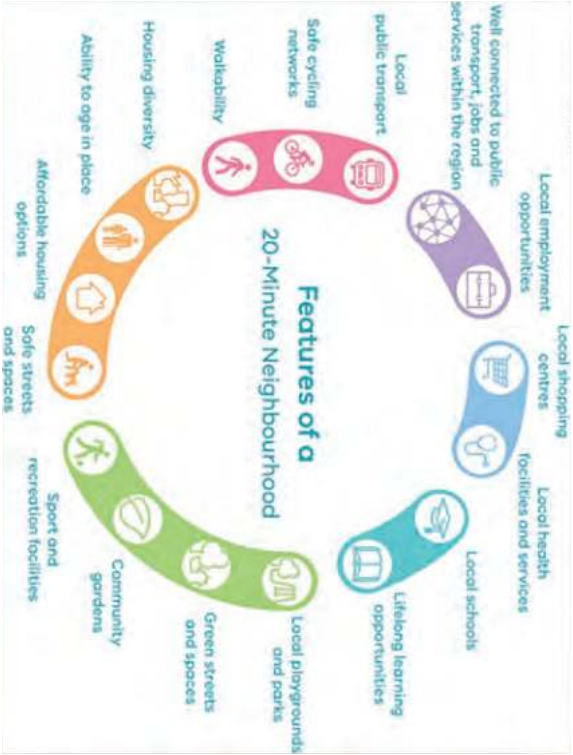 Features of a
20-Minute Neighbourhood
Local shopping
centres
Local health
facilities and services
Local schools
Lifelong learning
opportunities
Local playgrounds
and parks
Green streets
and spaces
Community
gardens
Sport and
recreation facilities
Safe streets
and spaces
Affordable housing
options
Ability to age in place
Housing diversity
Walkability
Safe cycling
networks
Local
public transport
Well connected to public
transport, jobs and
services within the region
Local employment
opportunities